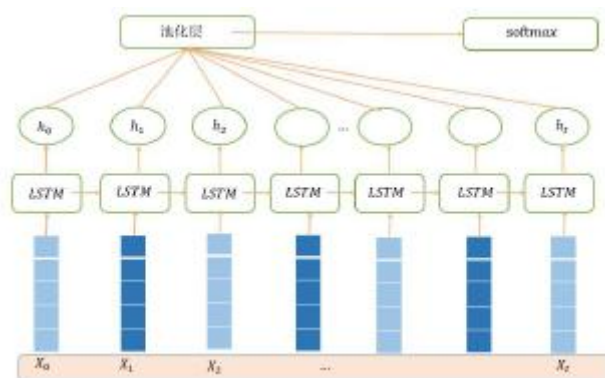 池化层 softmax
h₀ h₁ h₂ ... hₜ
LSTM LSTM LSTM LSTM LSTM LSTM LSTM
X₀ X₁ X₂ ... Xₜ